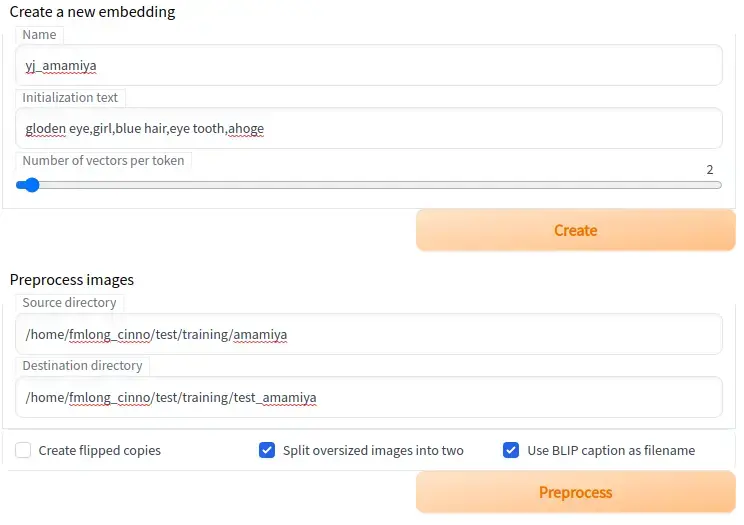 Create a new embedding
Name
yj_amamiya
Initialization text
gloden eye,girl,blue hair,eye tooth,ahoge
Number of vectors per token
2
Create
Preprocess images
Source directory
/home/fmlong_cinno/test/training/amamiya
Destination directory
/home/fmlong_cinno/test/training/test_amamiya
Create flipped copies Split oversized images into two Use BLIP caption as filename
Preprocess